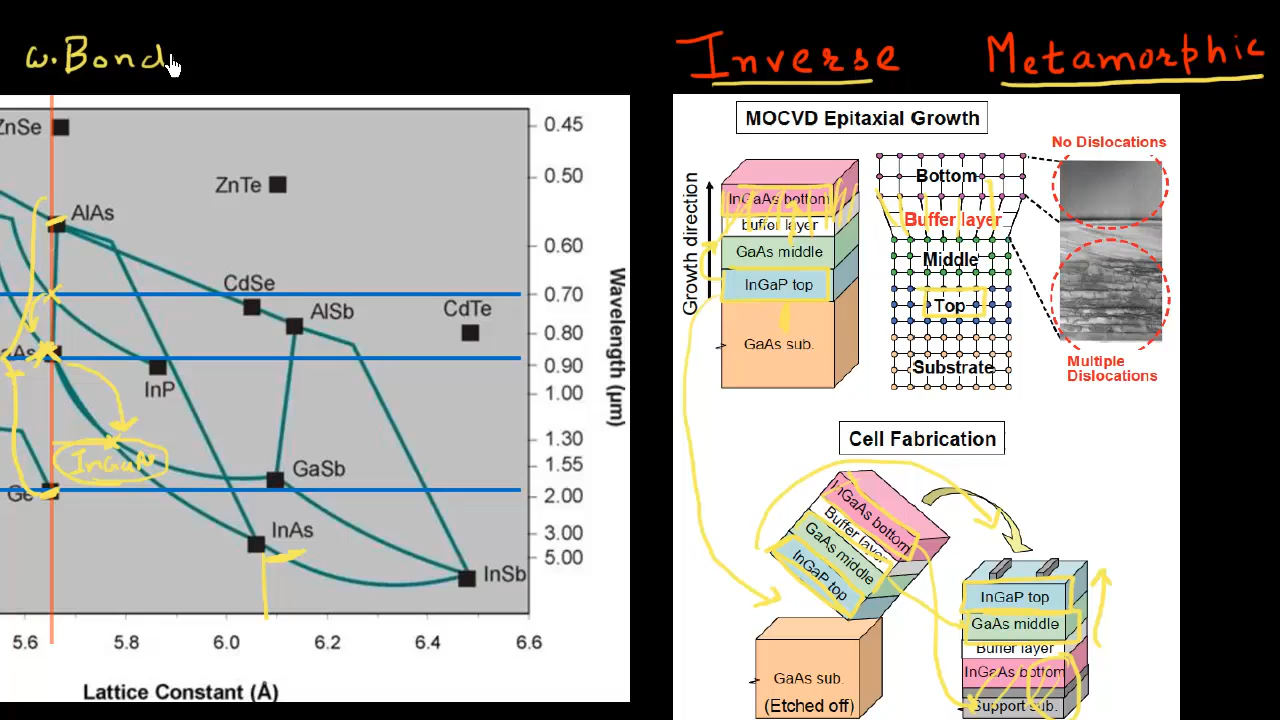 w.Bond
Inverse Metamorphic
ZnSe
ZnTe
AlAs
CdSe
AlSb
CdTe
As
InP
InGaN
Ge
GaSb
InAs
InSb
0.45
0.50
0.60
0.70
0.80
0.90
1.00
1.30
1.55
2.00
3.00
5.00
Wavelength (µm)
5.6 5.8 6.0 6.2 6.4 6.6
Lattice Constant (Å)
MOCVD Epitaxial Growth
Growth direction
InGaAs bottom
buffer layer
GaAs middle
InGaP top
GaAs sub.
Bottom
Buffer layer
Middle
Top
Substrate
No Dislocations
Multiple
Dislocations
Cell Fabrication
InGaAs bottom
Buffer layer
GaAs middle
InGaP top
GaAs sub.
(Etched off)
InGaP top
GaAs middle
Buffer layer
InGaAs bottom
Support sub.